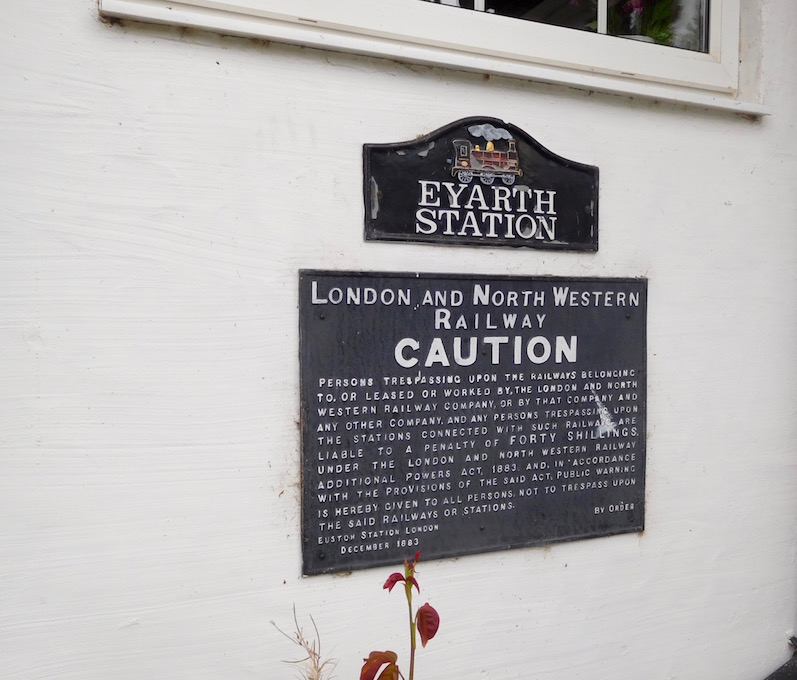 EYARTH
STATION
LONDON AND NORTH WESTERN
RAILWAY
CAUTION
PERSONS TRESPASSING UPON THE RAILWAYS BELONGING
TO, OR LEASED OR WORKED BY, THE LONDON AND NORTH
WESTERN RAILWAY COMPANY, OR BY THAT COMPANY AND
ANY OTHER COMPANY, AND ANY PERSONS TRESPASSING UPON
THE STATIONS CONNECTED WITH SUCH RAILWAYS, ARE
LIABLE TO A PENALTY OF FORTY SHILLINGS,
UNDER THE LONDON AND NORTH WESTERN RAILWAY
ADDITIONAL POWERS ACT, 1883. AND, IN ACCORDANCE
WITH THE PROVISIONS OF THE SAID ACT, PUBLIC WARNING
IS HEREBY GIVEN TO ALL PERSONS, NOT TO TRESPASS UPON
THE SAID RAILWAYS OR STATIONS.
BY ORDER
EUSTON STATION LONDON
DECEMBER 1883